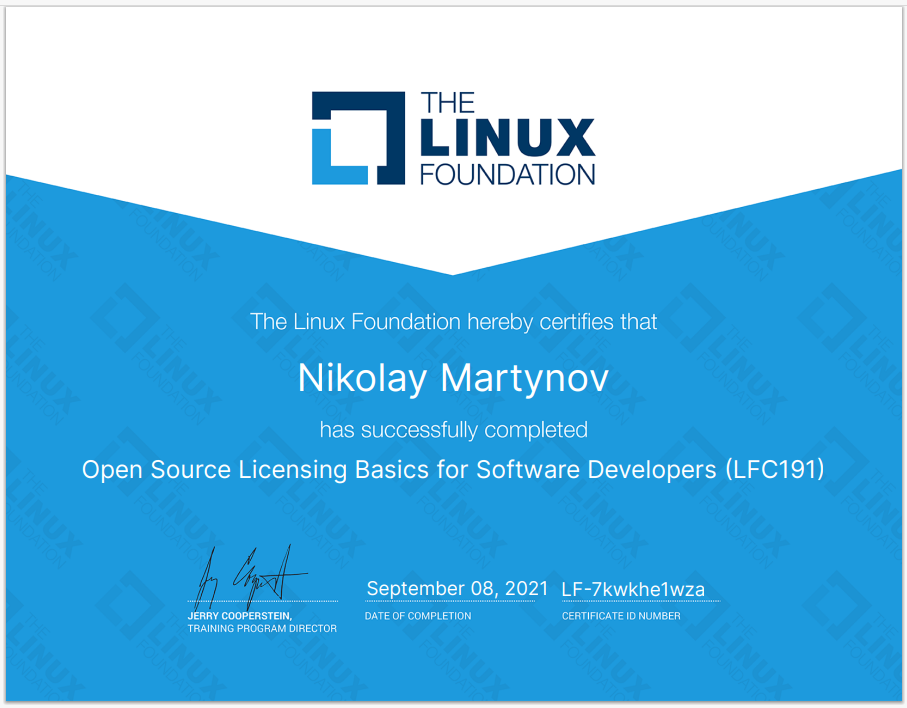 THE
LINUX
FOUNDATION
The Linux Foundation hereby certifies that
Nikolay Martynov
has successfully completed
Open Source Licensing Basics for Software Developers (LFC191)
September 08, 2021
LF-7kwkhe1wza
JERRY COOPERSTEIN,
TRAINING PROGRAM DIRECTOR
DATE OF COMPLETION
CERTIFICATE ID NUMBER